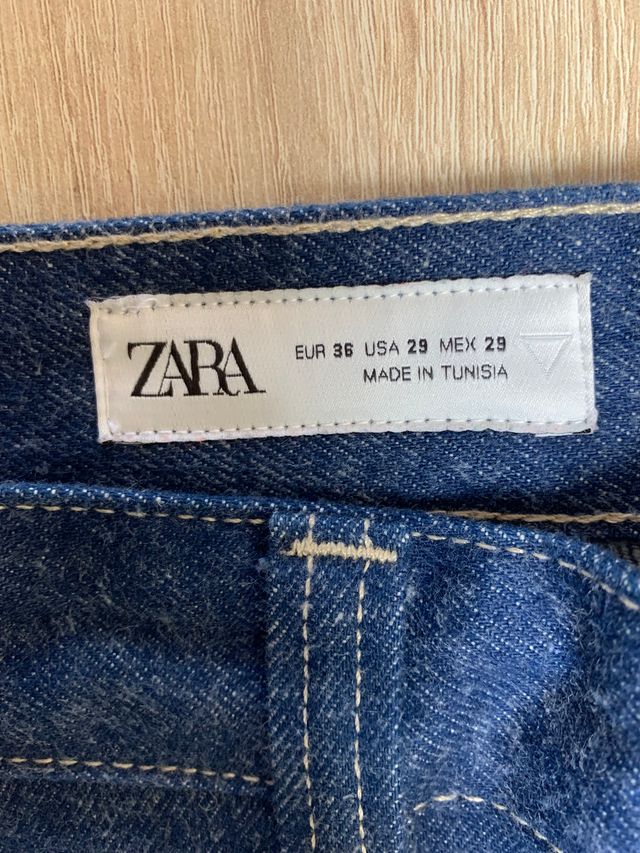 ZARA
EUR 36 USA 29 MEX 29
MADE IN TUNISIA